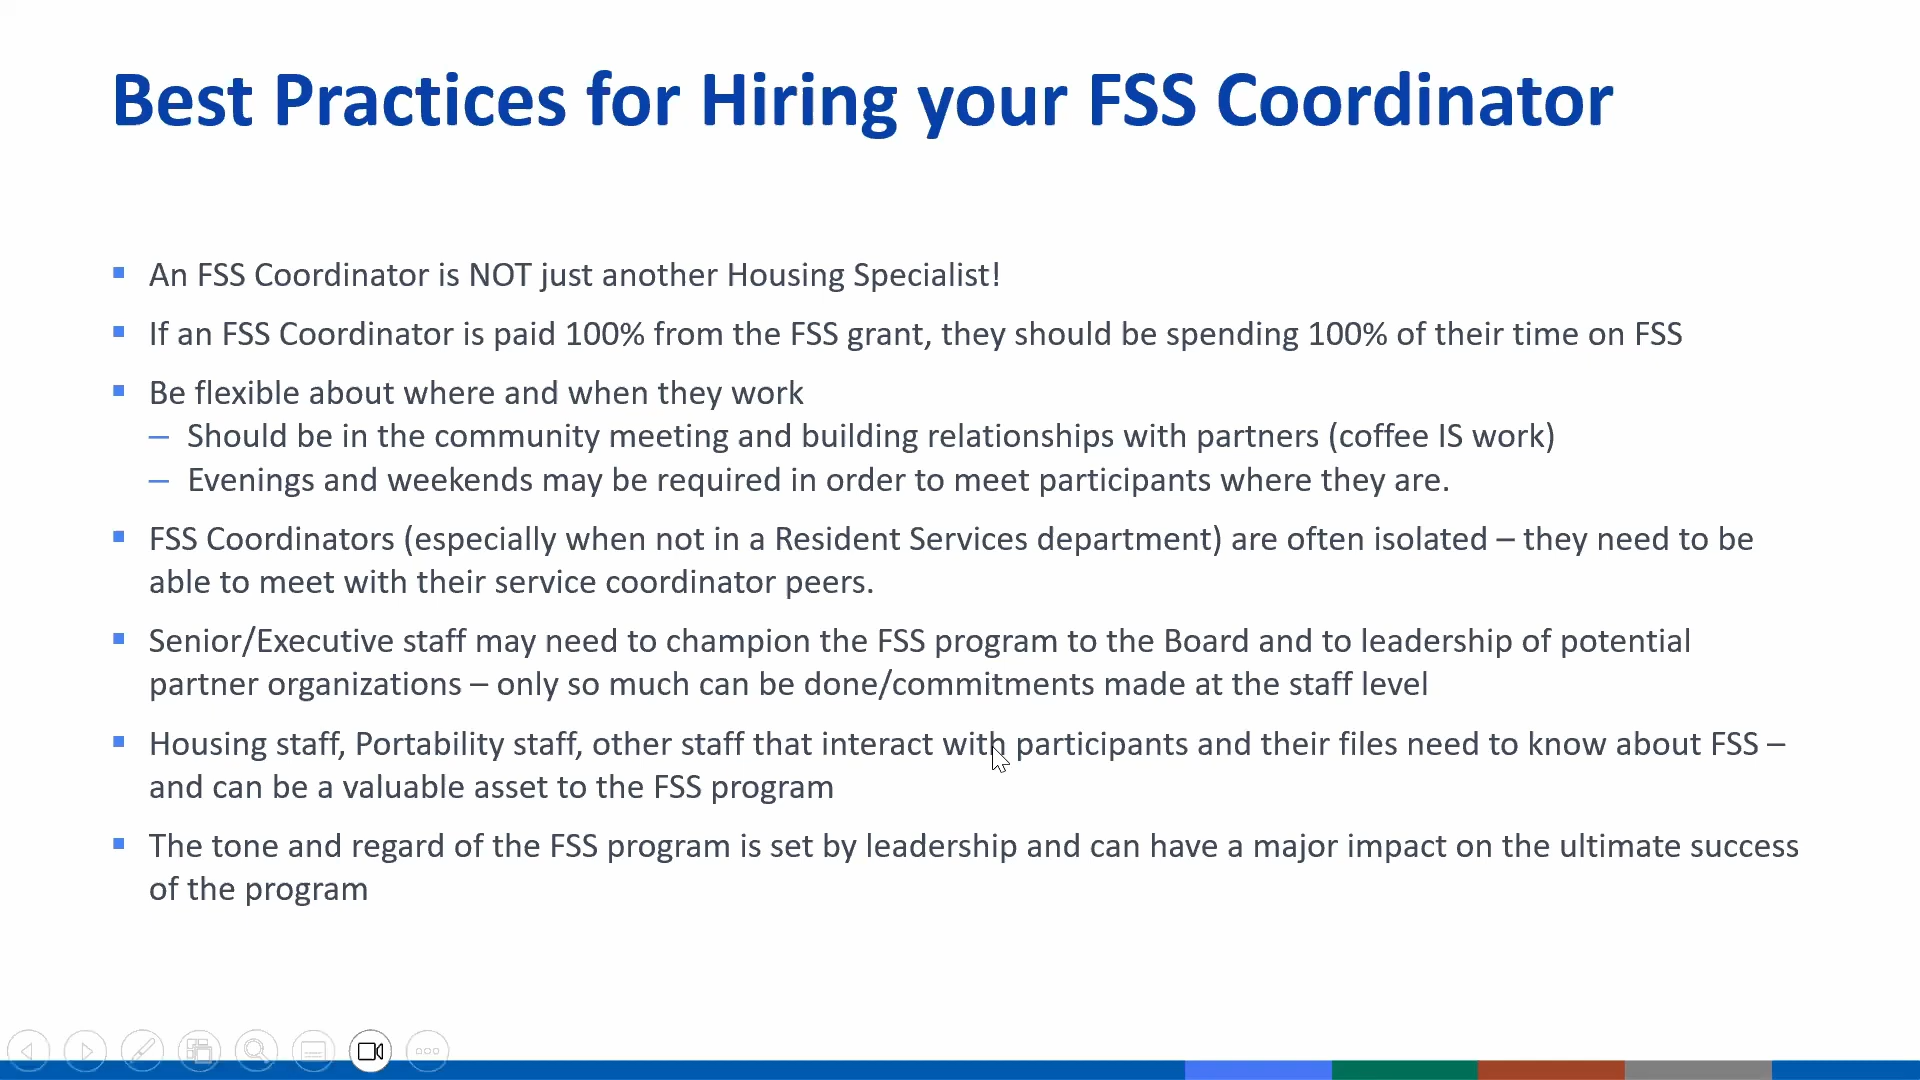 Best Practices for Hiring your FSS Coordinator
An FSS Coordinator is NOT just another Housing Specialist!
If an FSS Coordinator is paid 100% from the FSS grant, they should be spending 100% of their time on FSS
Be flexible about where and when they work
– Should be in the community meeting and building relationships with partners (coffee IS work)
– Evenings and weekends may be required in order to meet participants where they are.
FSS Coordinators (especially when not in a Resident Services department) are often isolated – they need to be
able to meet with their service coordinator peers.
Senior/Executive staff may need to champion the FSS program to the Board and to leadership of potential
partner organizations – only so much can be done/commitments made at the staff level
Housing staff, Portability staff, other staff that interact with participants and their files need to know about FSS –
and can be a valuable asset to the FSS program
The tone and regard of the FSS program is set by leadership and can have a major impact on the ultimate success
of the program